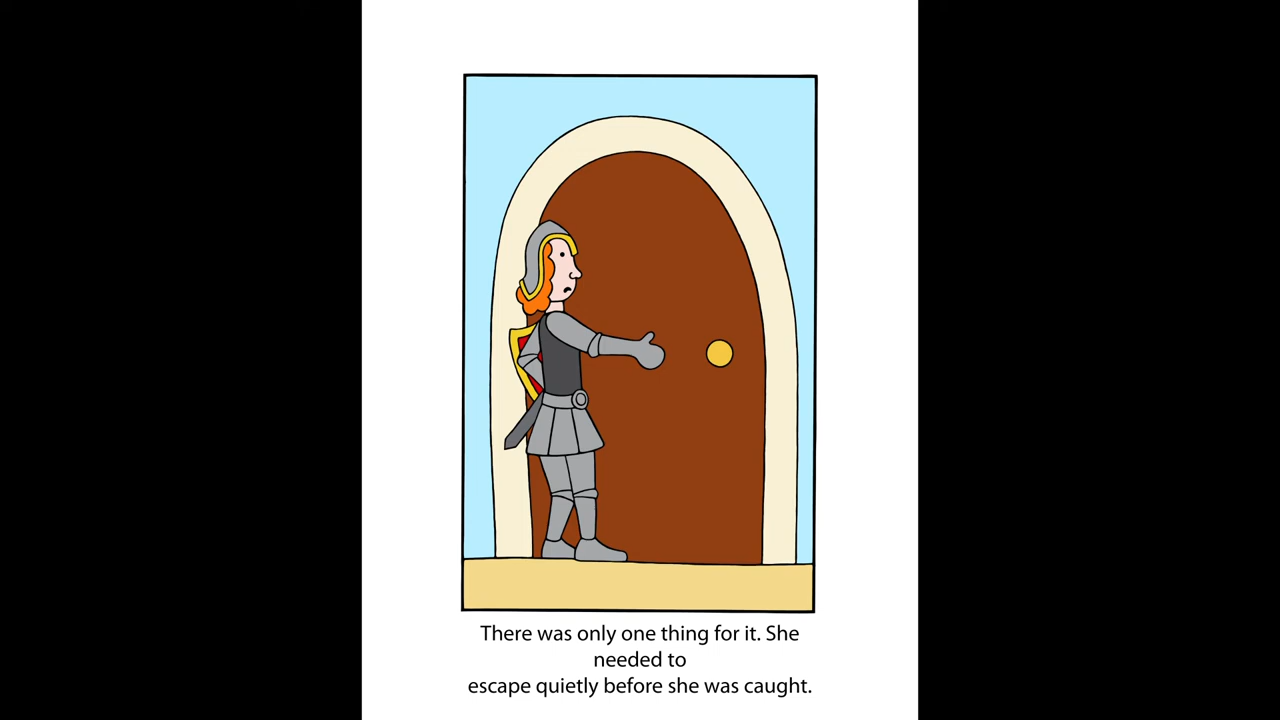 There was only one thing for it. She
needed to
escape quietly before she was caught.